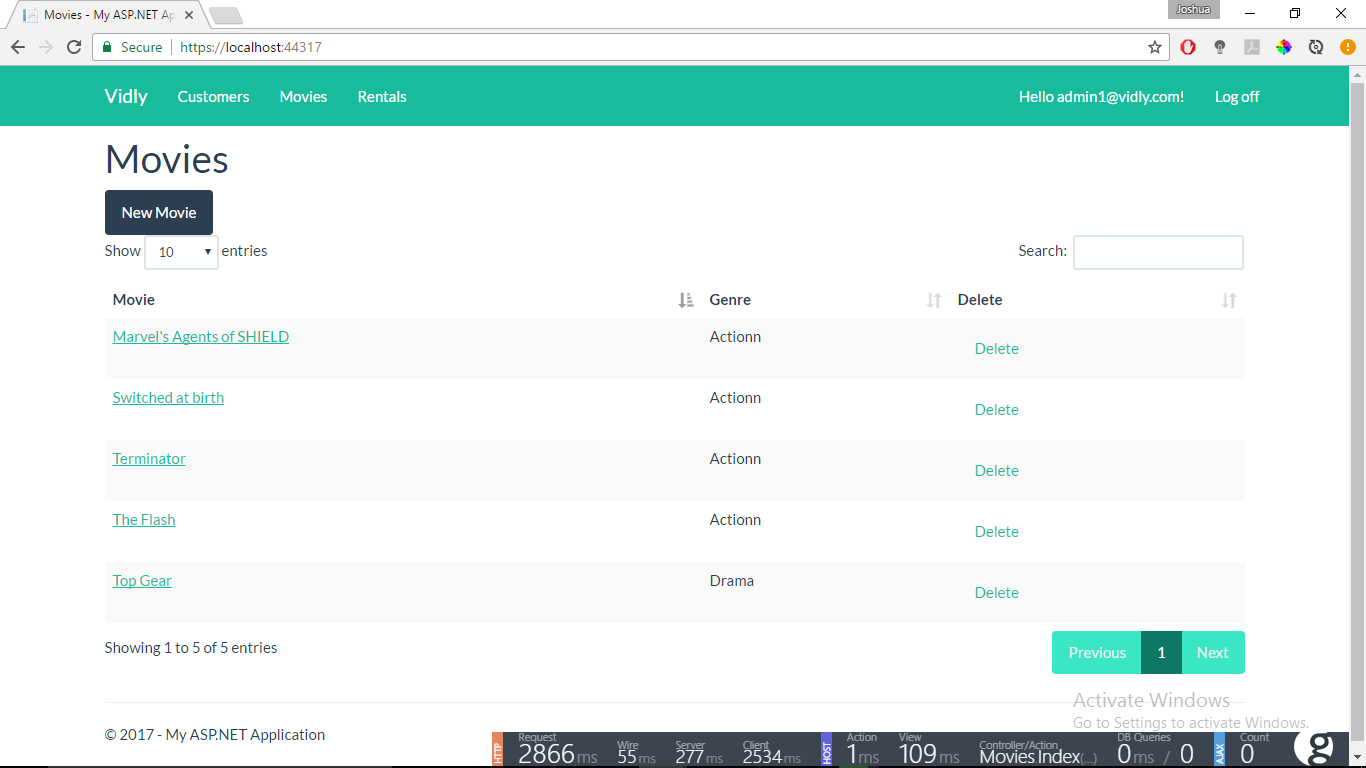 Movies - My ASP.NET Ap
Joshua
Secure https://localhost:44317
Vidly Customers Movies Rentals Hello admin1@vidly.com! Log off
Movies
New Movie
Show 10 entries Search:
Movie Genre Delete
Marvel's Agents of SHIELD Actionn Delete
Switched at birth Actionn Delete
Terminator Actionn Delete
The Flash Actionn Delete
Top Gear Drama Delete
Showing 1 to 5 of 5 entries Previous 1 Next
Activate Windows
Go to Settings to activate Windows.
© 2017 - My ASP.NET Application
HTTP Request 2866 ms Wire 55 ms Server 277 ms Client 2534 ms HOST Action 1 ms View 109 ms Controller/Action Movies Index(...) DB Queries 0 ms / 0 AJAX Count 0 g